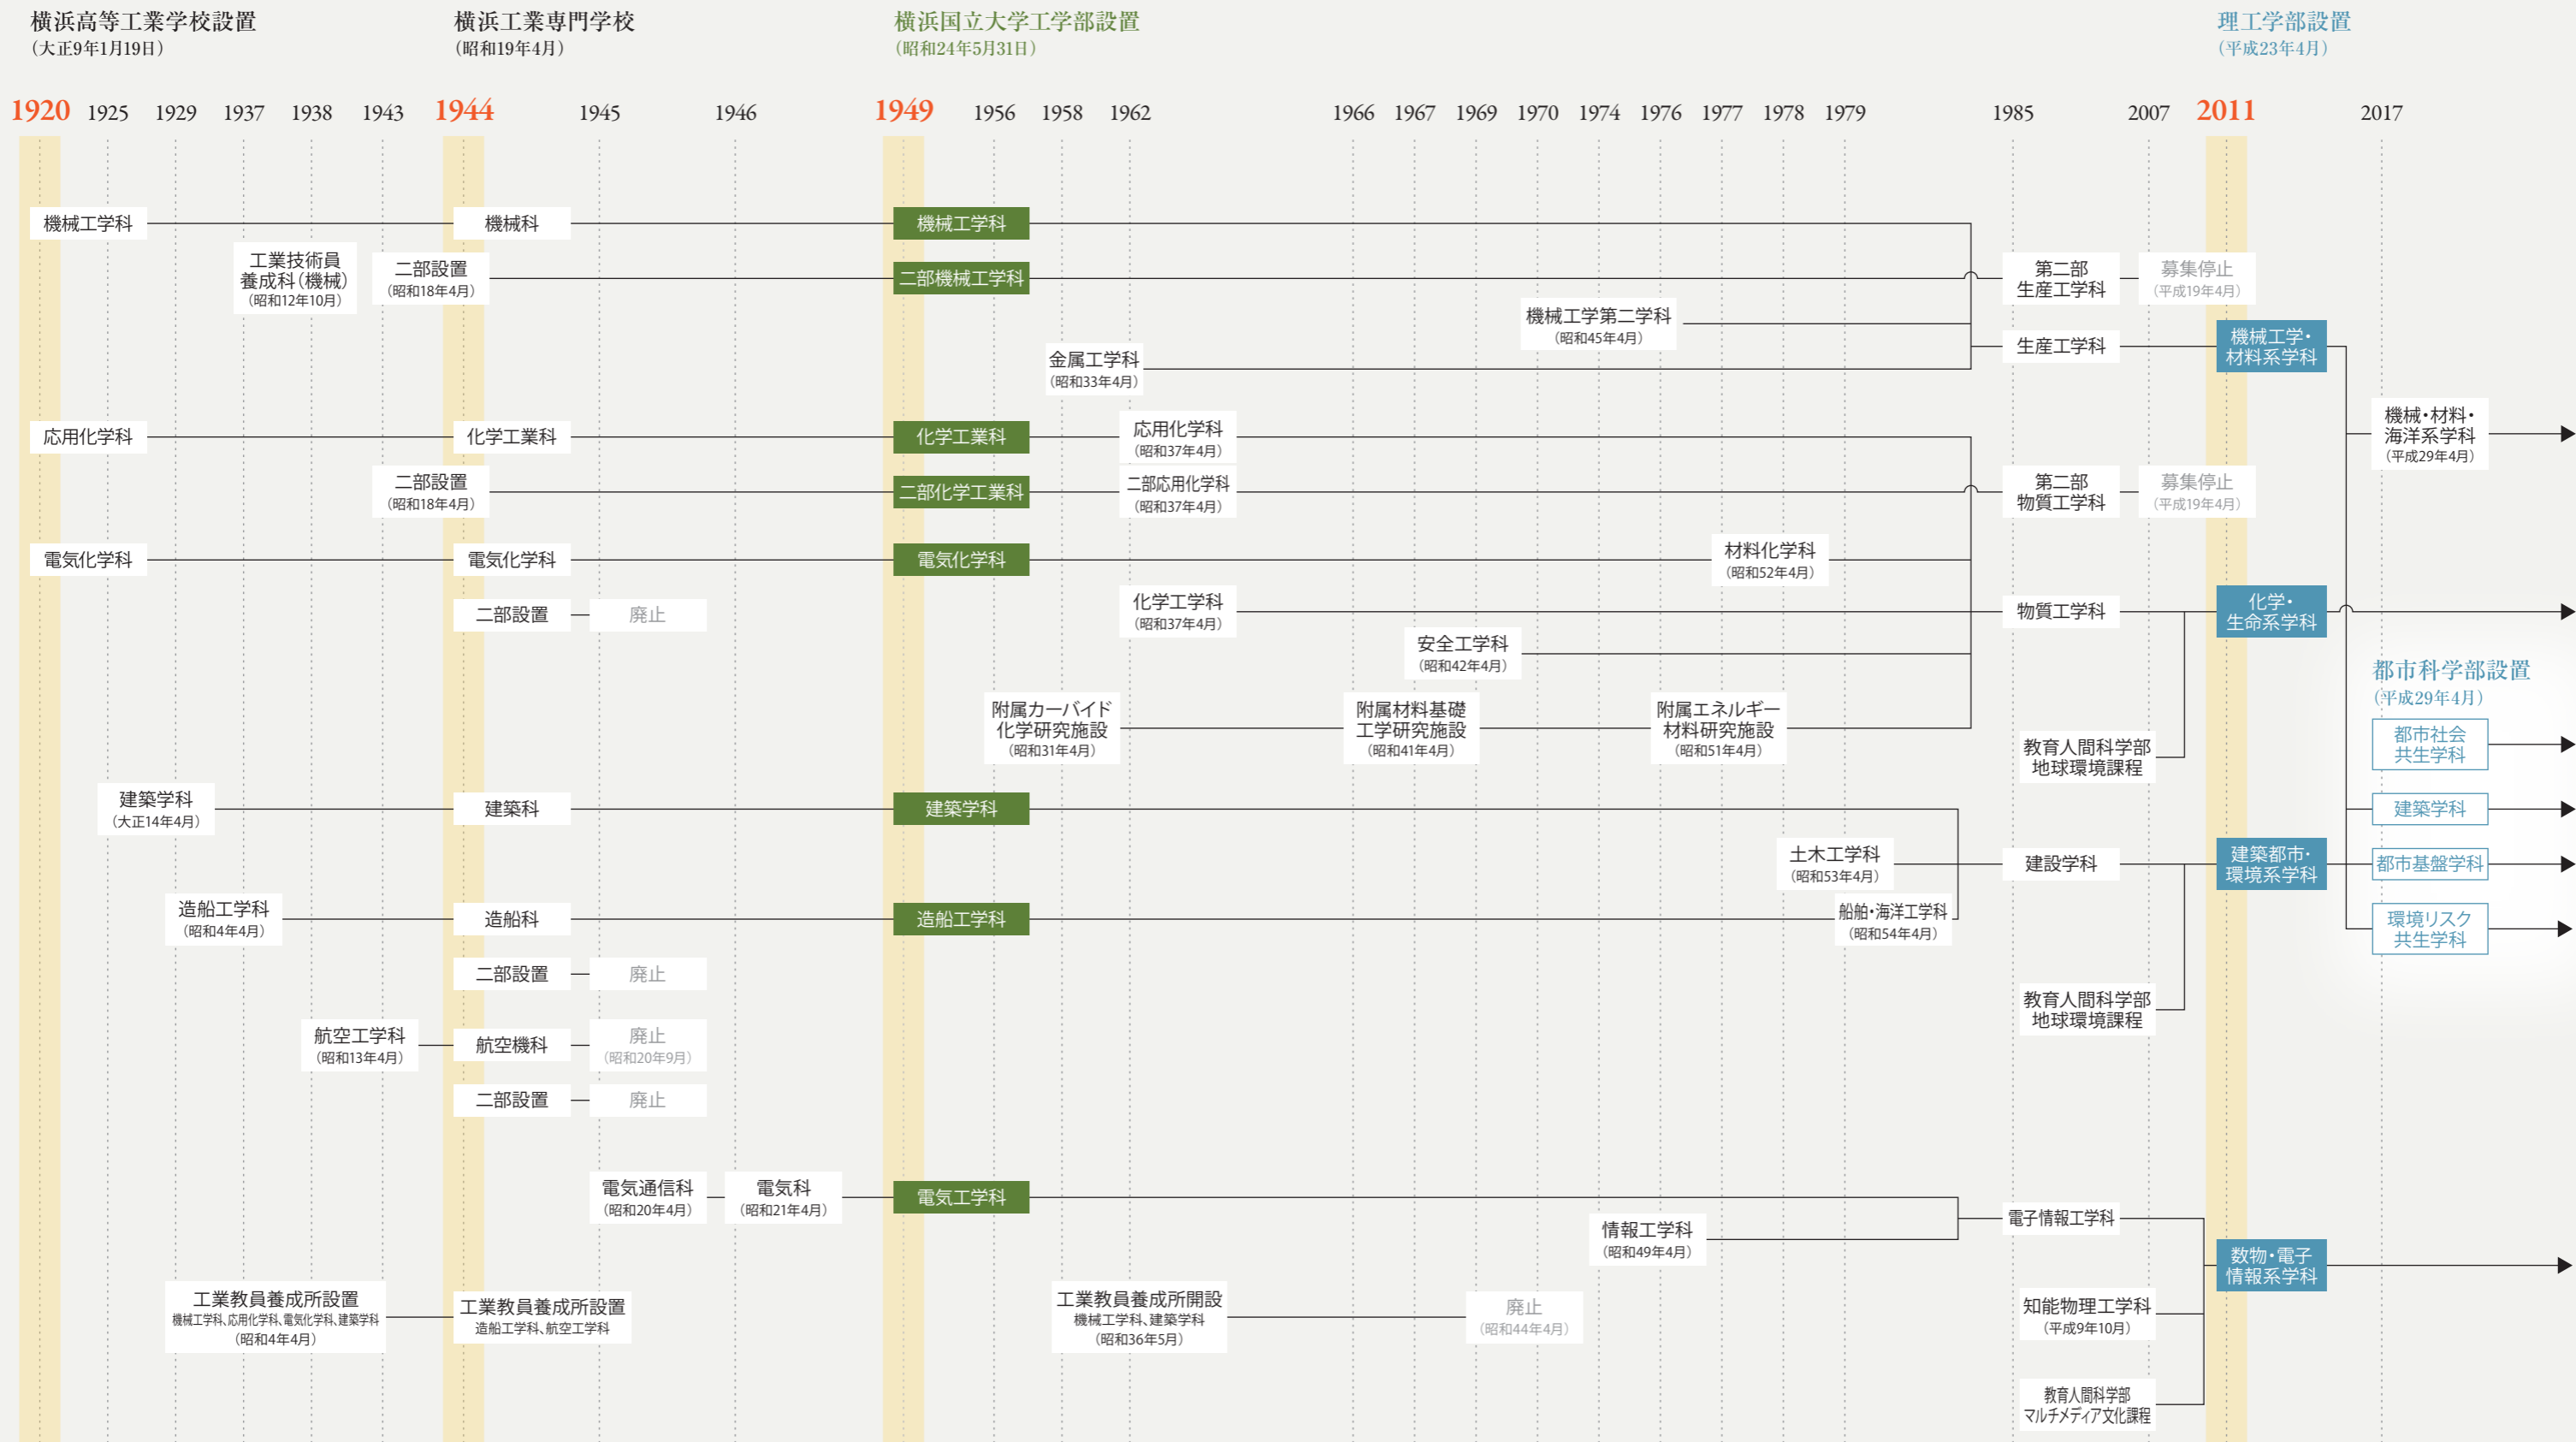 横浜高等工業学校設置
（大正9年1月19日）
横浜工業専門学校
（昭和19年4月）
横浜国立大学工学部設置
（昭和24年5月31日）
理工学部設置
（平成23年4月）
1920 1925 1929 1937 1938 1943 1944 1945 1946 1949 1956 1958 1962 1966 1967 1969 1970 1974 1976 1977 1978 1979 1985 2007 2011 2017
機械工学科
機械科
機械工学科
工業技術員
養成科（機械）
（昭和12年10月）
二部設置
（昭和18年4月）
二部機械工学科
第二部
生産工学科
募集停止
（平成19年4月）
機械工学第二学科
（昭和45年4月）
金属工学科
（昭和33年4月）
生産工学科
機械工学・
材料系学科
機械・材料・
海洋系学科
（平成29年4月）
応用化学科
化学工業科
化学工業科
応用化学科
（昭和37年4月）
二部設置
（昭和18年4月）
二部化学工業科
二部応用化学科
（昭和37年4月）
第二部
物質工学科
募集停止
（平成19年4月）
電気化学科
電気化学科
電気化学科
材料化学科
（昭和52年4月）
二部設置
廃止
化学工学科
（昭和37年4月）
物質工学科
化学・
生命系学科
安全工学科
（昭和42年4月）
附属カーバイド
化学研究施設
（昭和31年4月）
附属材料基礎
工学研究施設
（昭和41年4月）
附属エネルギー
材料研究施設
（昭和51年4月）
教育人間科学部
地球環境課程
都市科学部設置
（平成29年4月）
都市社会
共生学科
建築学科
（大正14年4月）
建築科
建築学科
建築学科
土木工学科
（昭和53年4月）
建設学科
建築都市・
環境系学科
都市基盤学科
造船工学科
（昭和4年4月）
造船科
造船工学科
船舶・海洋工学科
（昭和54年4月）
環境リスク
共生学科
二部設置
廃止
教育人間科学部
地球環境課程
航空工学科
（昭和13年4月）
航空機科
廃止
（昭和20年9月）
二部設置
廃止
電気通信科
（昭和20年4月）
電気科
（昭和21年4月）
電気工学科
情報工学科
（昭和49年4月）
電子情報工学科
数物・電子
情報系学科
工業教員養成所設置
機械工学科、応用化学科、電気化学科、建築学科
（昭和4年4月）
工業教員養成所設置
造船工学科、航空工学科
工業教員養成所開設
機械工学科、建築学科
（昭和36年5月）
廃止
（昭和44年4月）
知能物理工学科
（平成9年10月）
教育人間科学部
マルチメディア文化課程